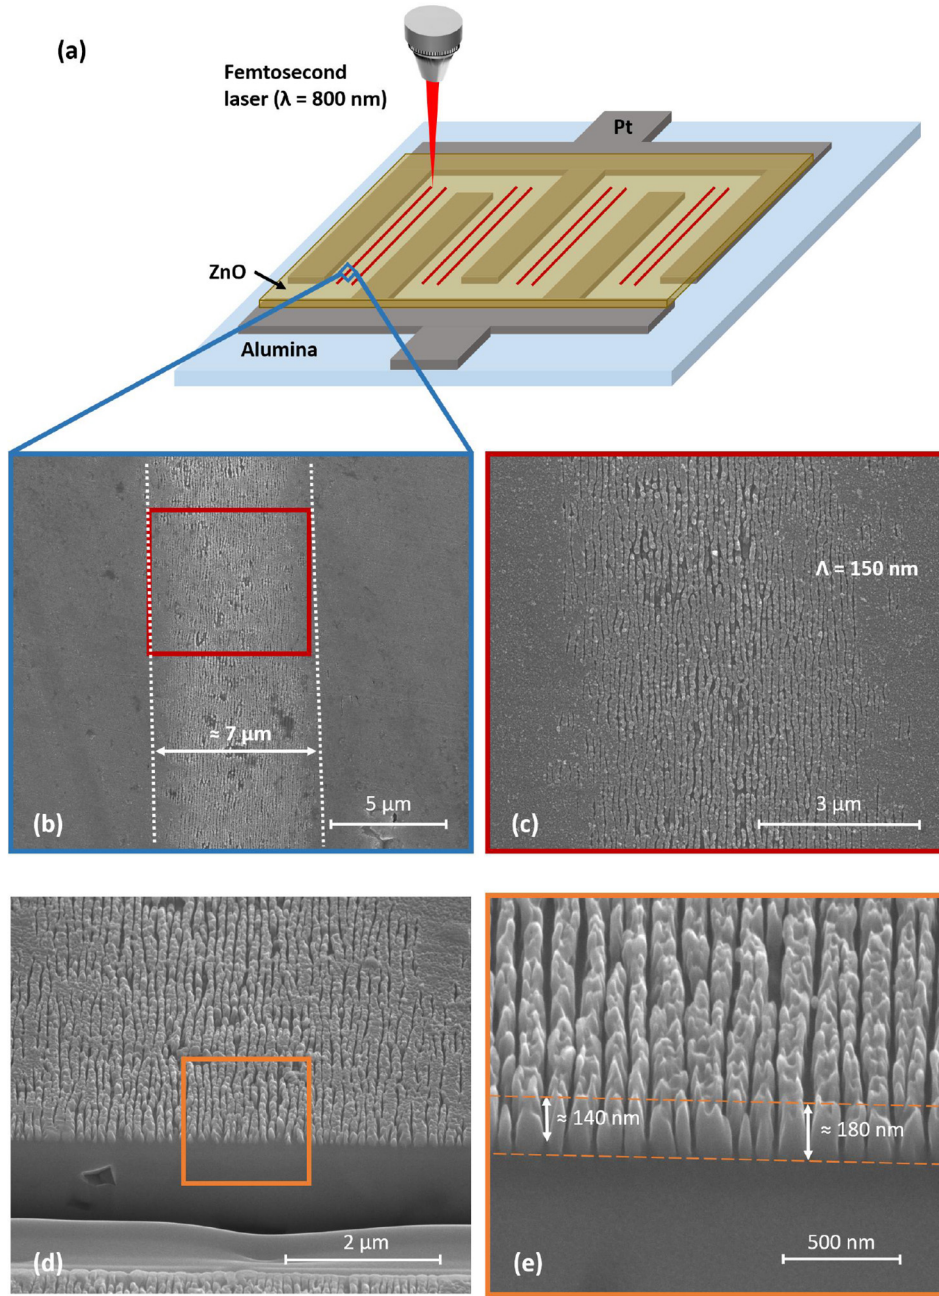 (a)
Femtosecond
laser (λ = 800 nm)
Pt
ZnO
Alumina
≈ 7 μm
5 μm
(b)
Λ = 150 nm
3 μm
(c)
2 μm
(d)
≈ 140 nm
≈ 180 nm
500 nm
(e)